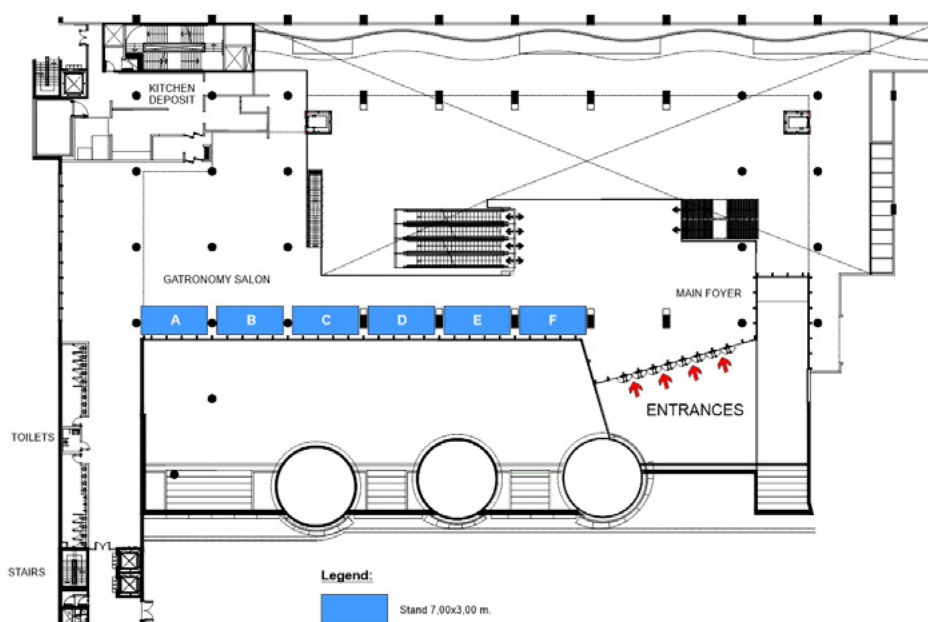 KITCHEN
DEPOSIT
GATRONOMY SALON
MAIN FOYER
A B C D E F
ENTRANCES
TOILETS
STAIRS
Legend:
Stand 7,00x3,00 m.